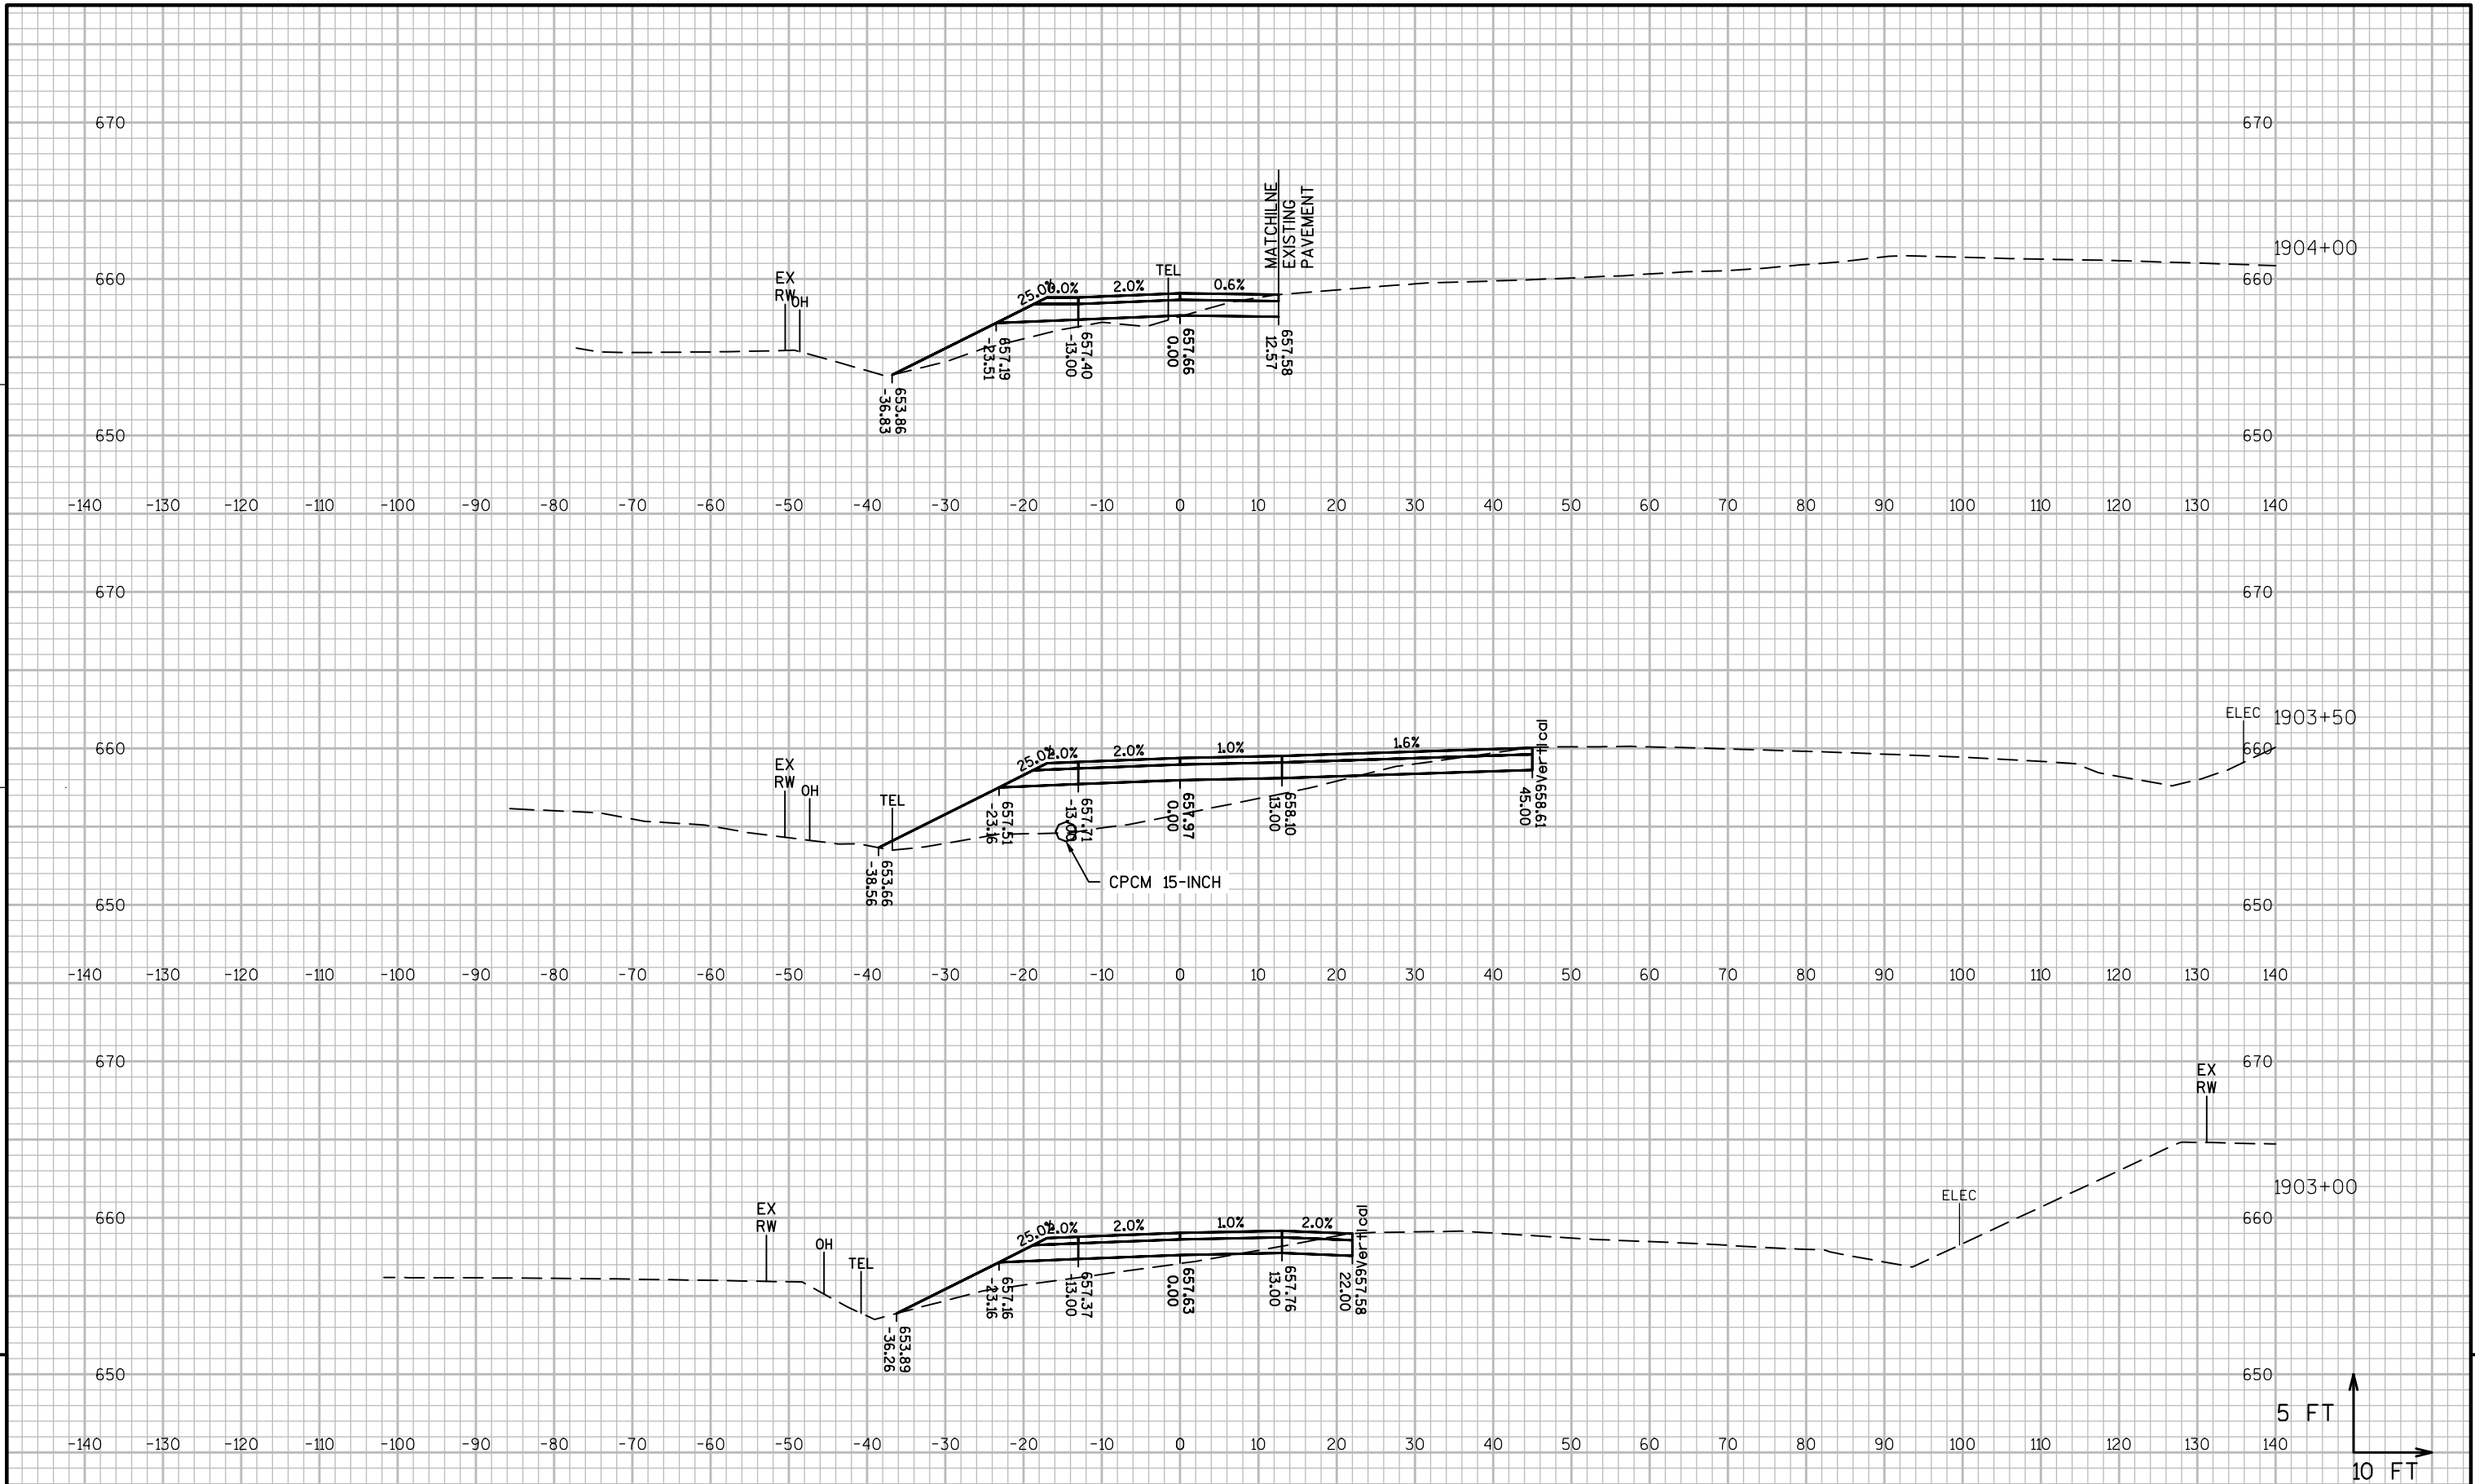 670 670
MATCHILNE
EXISTING
PAVEMENT
1904+00
EX
RW
OH
TEL
660 25.0% 0.0% 2.0% 0.6% 660
-23.51 657.19
-13.00 657.40
0.00 657.66
12.57 657.58
-36.83 653.86
650 650
-140 -130 -120 -110 -100 -90 -80 -70 -60 -50 -40 -30 -20 -10 0 10 20 30 40 50 60 70 80 90 100 110 120 130 140
670 670
ELEC 1903+50
EX
RW
OH
TEL
660 25.0% 2.0% 2.0% 1.0% 1.6% 660
Vertical
-23.16 657.51
-13.00 657.71
0.00 657.97
13.00 658.10
45.00 658.61
-38.56 653.66
CPCM 15-INCH
650 650
-140 -130 -120 -110 -100 -90 -80 -70 -60 -50 -40 -30 -20 -10 0 10 20 30 40 50 60 70 80 90 100 110 120 130 140
670 670
EX
RW
ELEC 1903+00
EX
RW
OH
TEL
660 25.0% 2.0% 2.0% 1.0% 2.0% 660
Vertical
-23.16 657.16
-13.00 657.37
0.00 657.63
13.00 657.76
22.00 657.58
-36.26 653.89
650 650
5 FT
-140 -130 -120 -110 -100 -90 -80 -70 -60 -50 -40 -30 -20 -10 0 10 20 30 40 50 60 70 80 90 100 110 120 130 140
10 FT